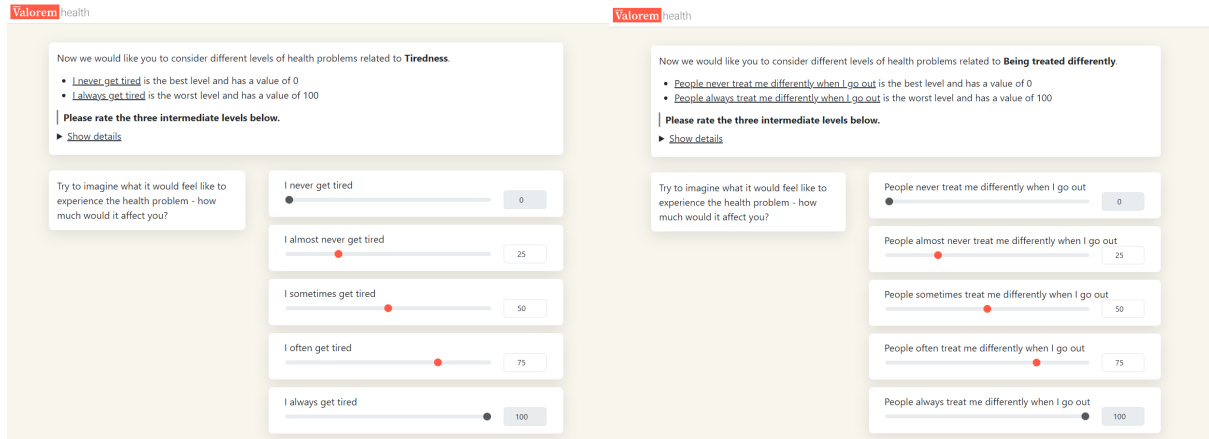 Valorem health
Now we would like you to consider different levels of health problems related to Tiredness.
• I never get tired is the best level and has a value of 0
• I always get tired is the worst level and has a value of 100
Please rate the three intermediate levels below.
▶ Show details
Try to imagine what it would feel like to
experience the health problem - how
much would it affect you?
I never get tired
0
I almost never get tired
25
I sometimes get tired
50
I often get tired
75
I always get tired
100
Valorem health
Now we would like you to consider different levels of health problems related to Being treated differently.
• People never treat me differently when I go out is the best level and has a value of 0
• People always treat me differently when I go out is the worst level and has a value of 100
Please rate the three intermediate levels below.
▶ Show details
Try to imagine what it would feel like to
experience the health problem - how
much would it affect you?
People never treat me differently when I go out
0
People almost never treat me differently when I go out
25
People sometimes treat me differently when I go out
50
People often treat me differently when I go out
75
People always treat me differently when I go out
100